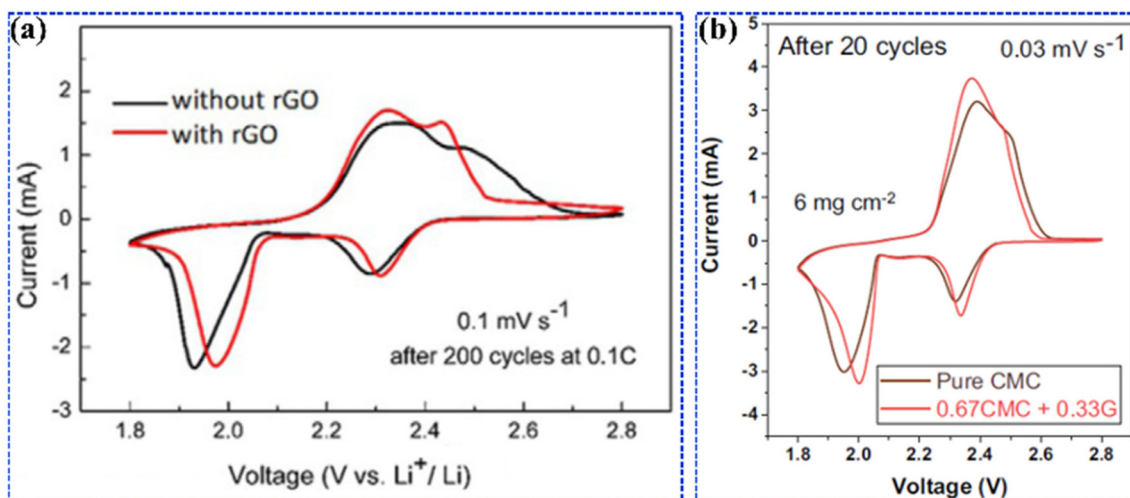 (a)
without rGO
with rGO
0.1 mV s⁻¹
after 200 cycles at 0.1C
Current (mA)
2
1
0
-1
-2
-3
1.8 2.0 2.2 2.4 2.6 2.8
Voltage (V vs. Li⁺/ Li)
(b)
After 20 cycles
0.03 mV s⁻¹
6 mg cm⁻²
Pure CMC
0.67CMC + 0.33G
Current (mA)
5
4
3
2
1
0
-1
-2
-3
-4
1.8 2.0 2.2 2.4 2.6 2.8
Voltage (V)